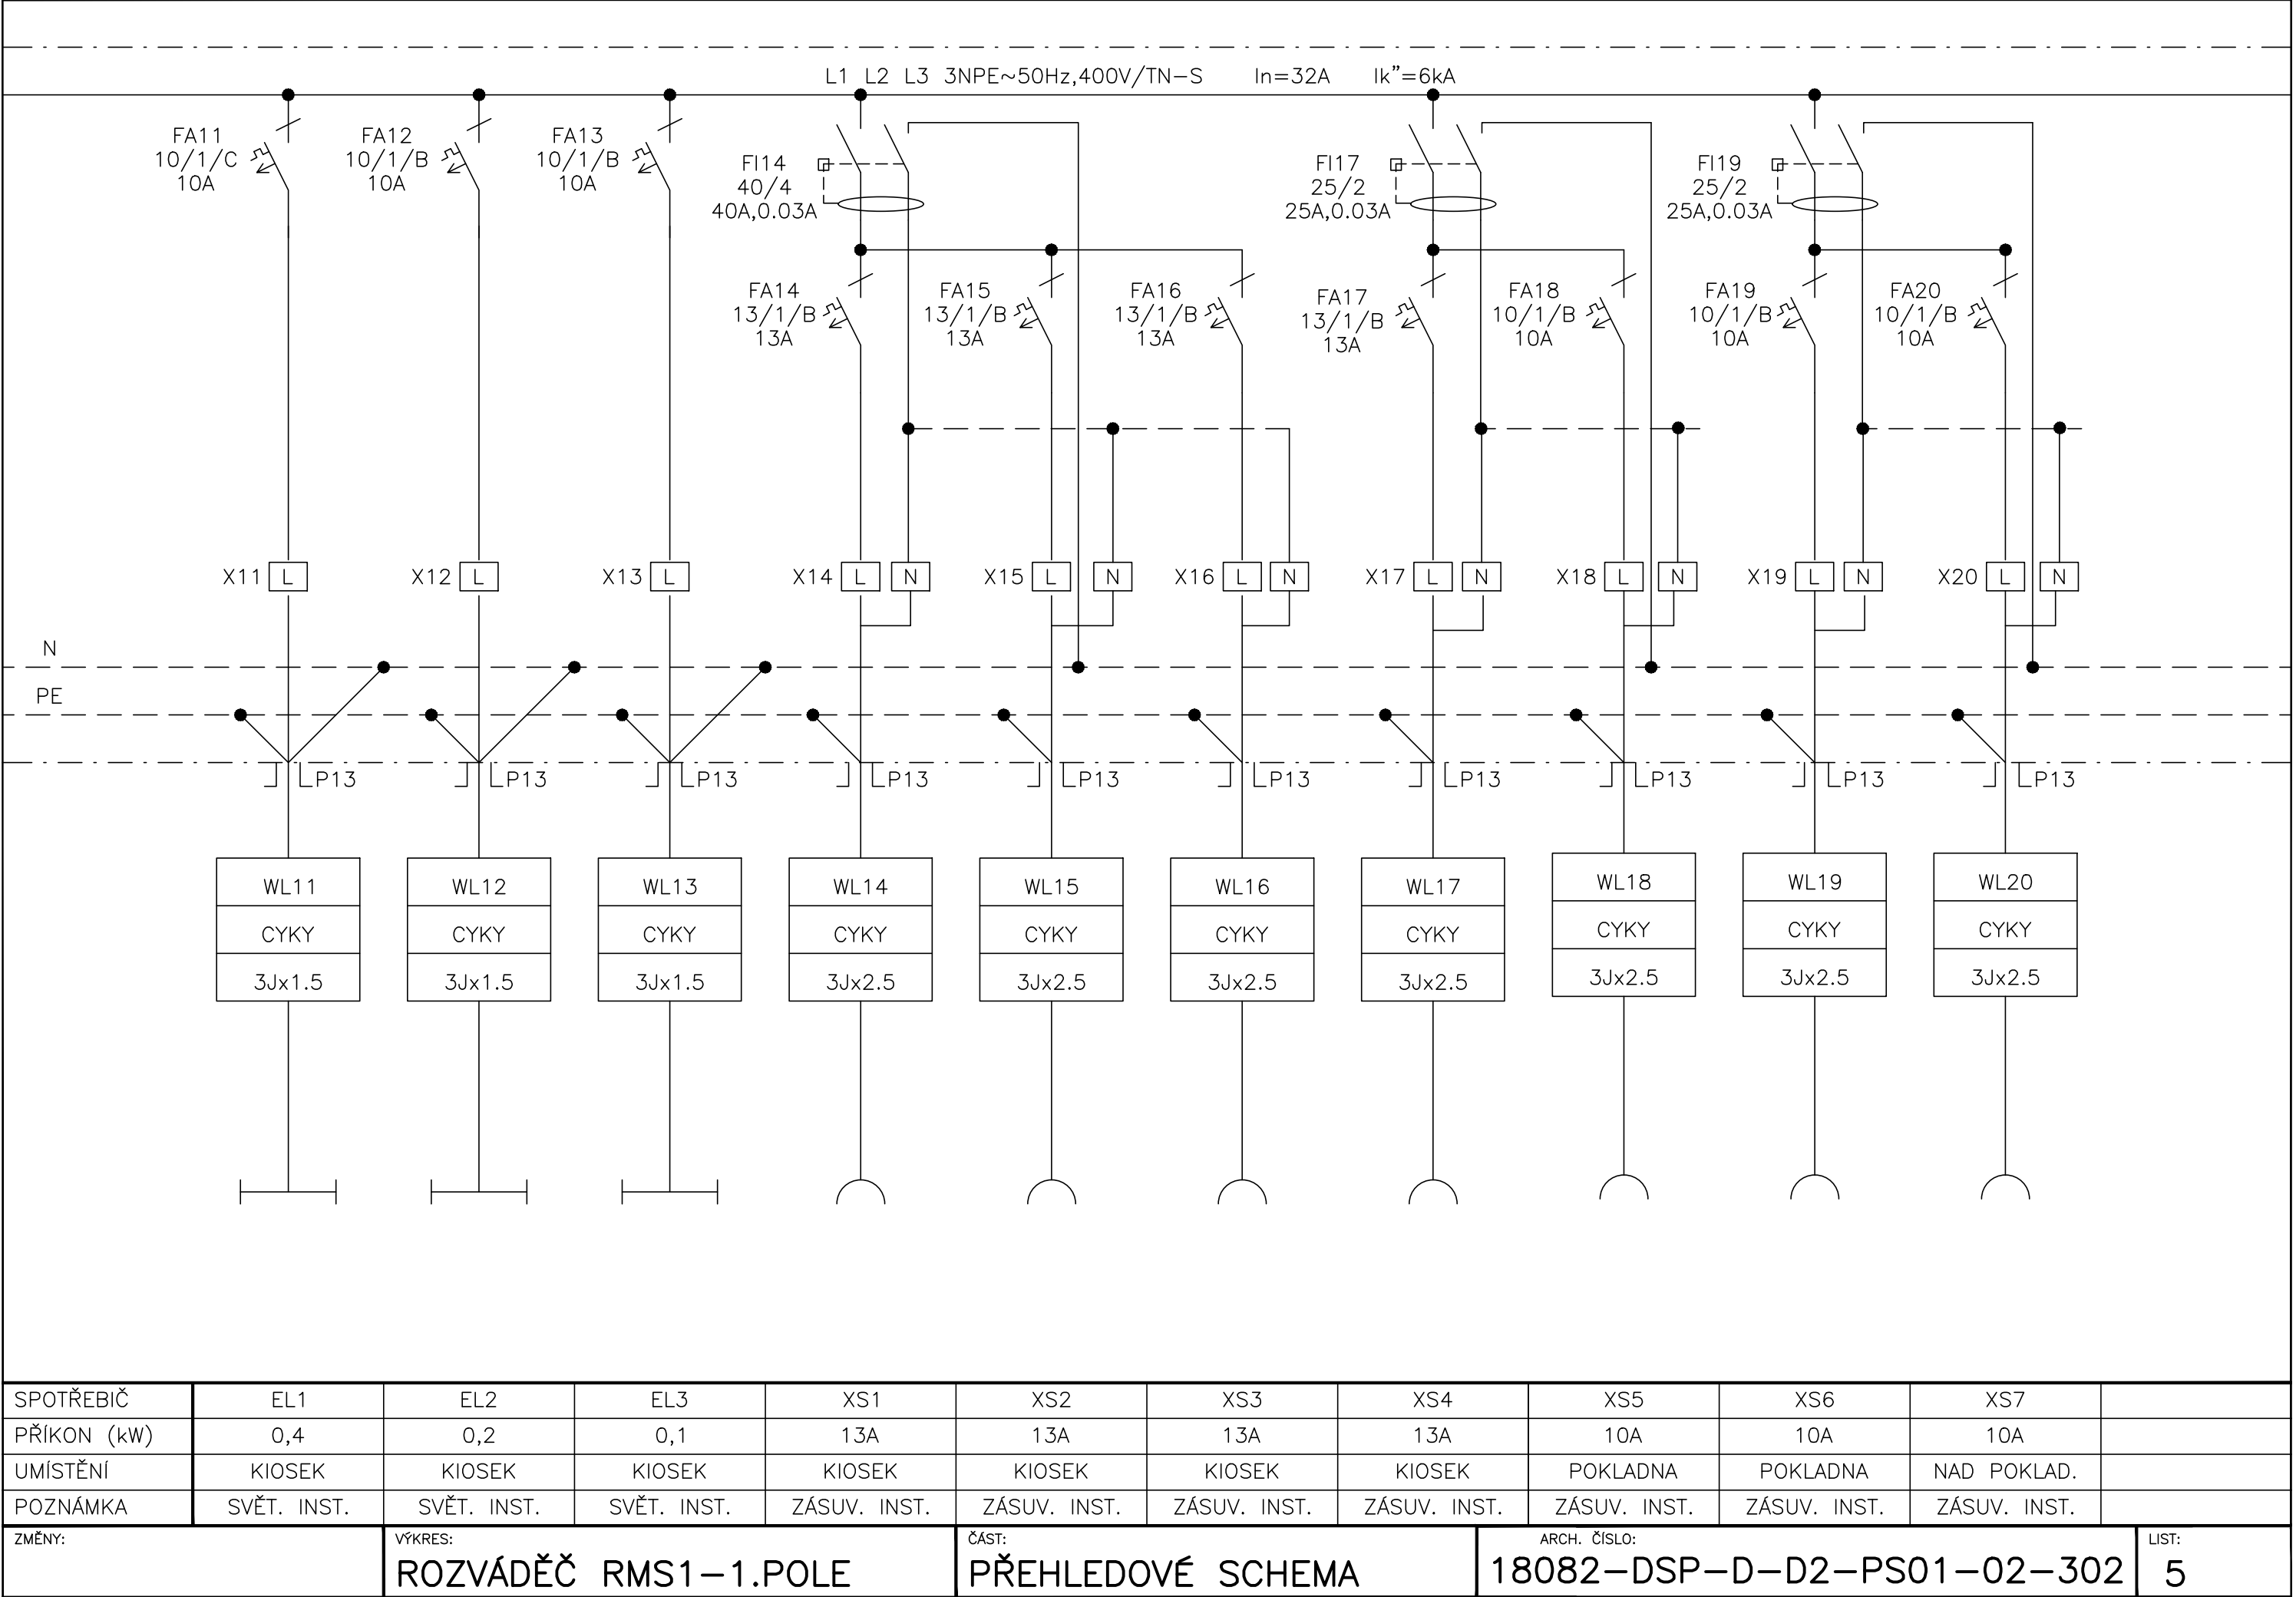 L1 L2 L3 3NPE~50Hz,400V/TN-S In=32A Ik”=6kA
FA11
10/1/C
10A
FA12
10/1/B
10A
FA13
10/1/B
10A
FI14
40/4
40A,0.03A
FI17
25/2
25A,0.03A
FI19
25/2
25A,0.03A
FA14
13/1/B
13A
FA15
13/1/B
13A
FA16
13/1/B
13A
FA17
13/1/B
13A
FA18
10/1/B
10A
FA19
10/1/B
10A
FA20
10/1/B
10A
X11 L X12 L X13 L X14 L N X15 L N X16 L N X17 L N X18 L N X19 L N X20 L N
N
PE
P13 P13 P13 P13 P13 P13 P13 P13 P13 P13
WL11 WL12 WL13 WL14 WL15 WL16 WL17 WL18 WL19 WL20
CYKY CYKY CYKY CYKY CYKY CYKY CYKY CYKY CYKY CYKY
3Jx1.5 3Jx1.5 3Jx1.5 3Jx2.5 3Jx2.5 3Jx2.5 3Jx2.5 3Jx2.5 3Jx2.5 3Jx2.5
SPOTŘEBIČ EL1 EL2 EL3 XS1 XS2 XS3 XS4 XS5 XS6 XS7
PŘÍKON (kW) 0,4 0,2 0,1 13A 13A 13A 13A 10A 10A 10A
UMÍSTĚNÍ KIOSEK KIOSEK KIOSEK KIOSEK KIOSEK KIOSEK KIOSEK POKLADNA POKLADNA NAD POKLAD.
POZNÁMKA SVĚT. INST. SVĚT. INST. SVĚT. INST. ZÁSUV. INST. ZÁSUV. INST. ZÁSUV. INST. ZÁSUV. INST. ZÁSUV. INST. ZÁSUV. INST. ZÁSUV. INST.
ZMĚNY:
VÝKRES:
ROZVÁDĚČ RMS1-1.POLE
ČÁST:
PŘEHLEDOVÉ SCHEMA
ARCH. ČÍSLO:
18082-DSP-D-D2-PS01-02-302
LIST:
5